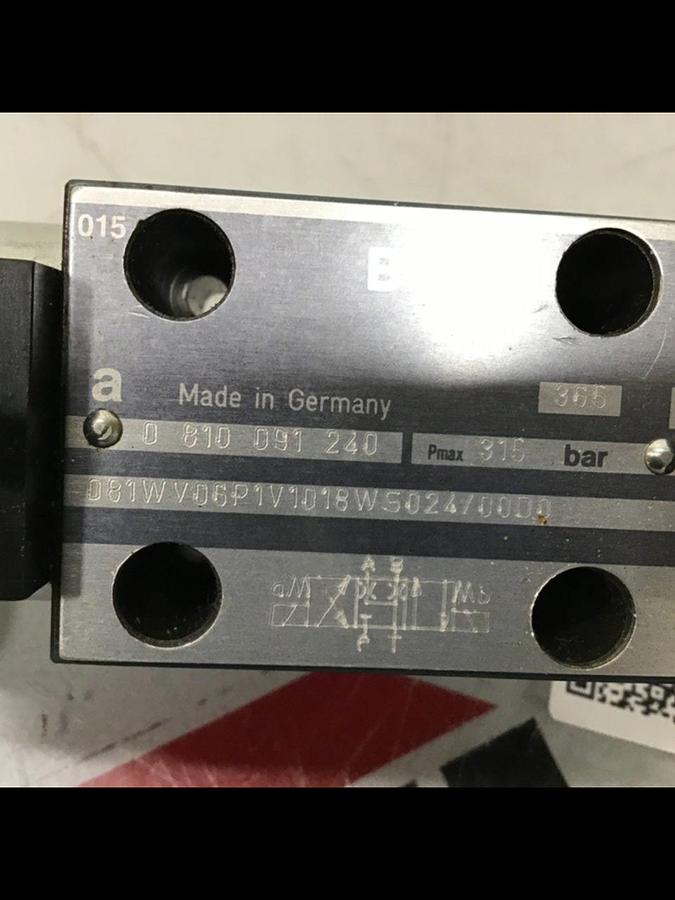 015
B
a
Made in Germany
365
0 810 091 240
Pmax 315 bar
081WV06P1V1018WS024/00D0
A B
a W
W b
P T